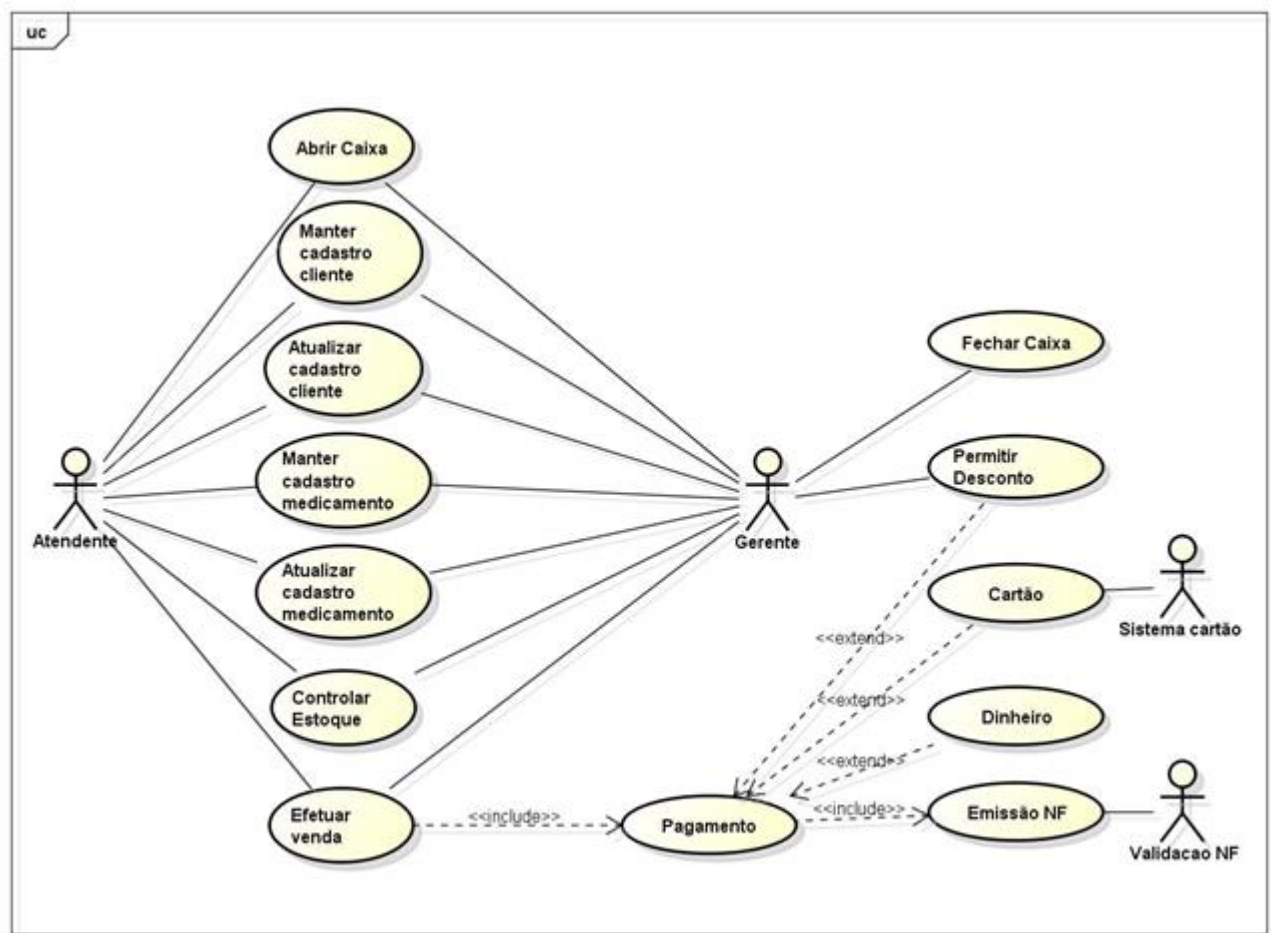 uc
Abrir Caixa
Manter
cadastro
cliente
Atualizar
cadastro
cliente
Manter
cadastro
medicamento
Atualizar
cadastro
medicamento
Controlar
Estoque
Efetuar
venda
Atendente
Gerente
Fechar Caixa
Permitir
Desconto
Cartão
Sistema cartão
<<extend>>
<<extend>>
Dinheiro
<<extend>>
<<include>>
Pagamento
<<include>>
Emissão NF
Validacao NF